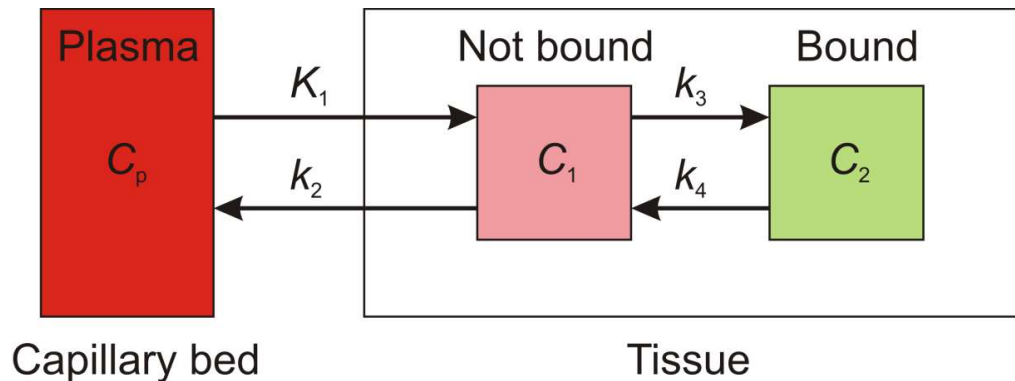 Plasma
Not bound
Bound
K₁
k₃
Cₚ
C₁
C₂
k₂
k₄
Capillary bed
Tissue